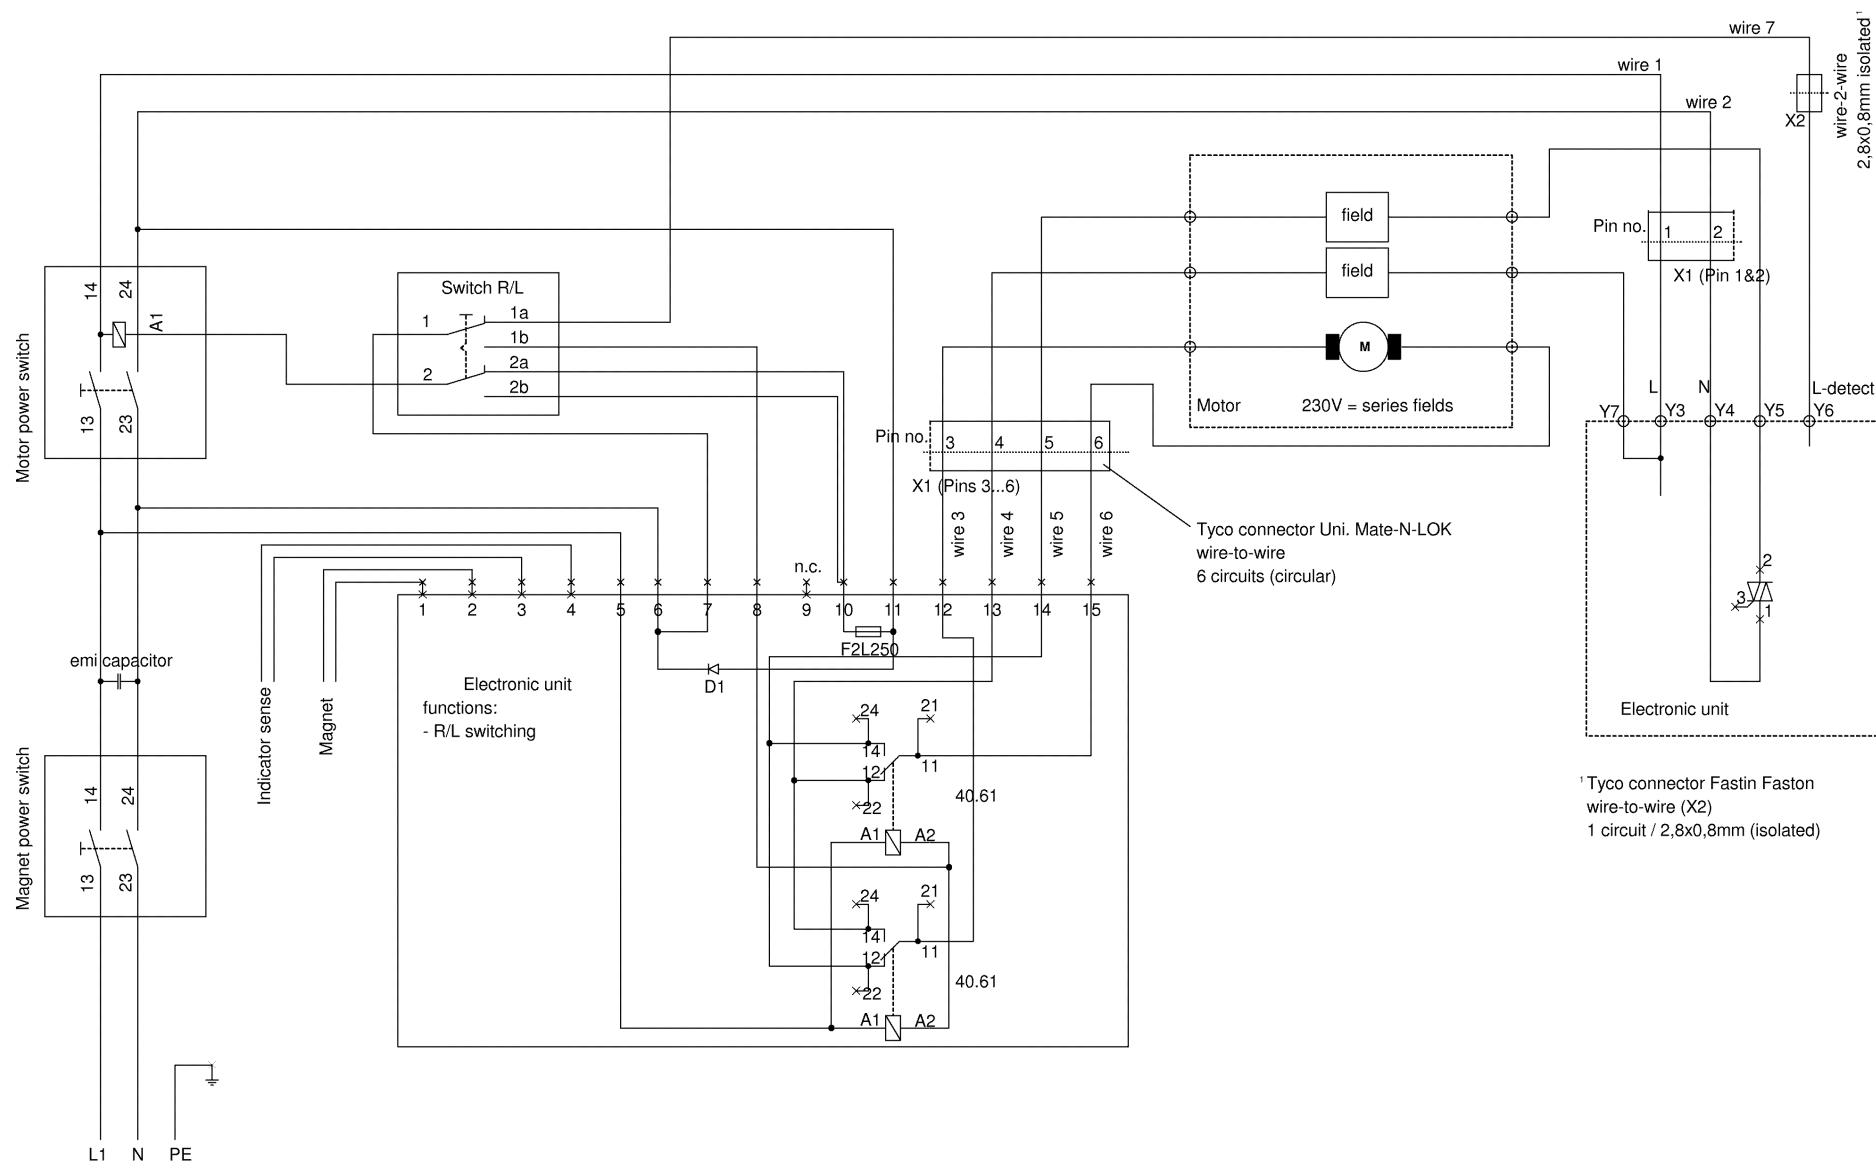 wire 7
wire 1
wire 2
wire-2-wire
2,8x0,8mm isolated¹
X2
Motor power switch
14
24
A1
13
23
Switch R/L
1
1a
1b
2
2a
2b
field
field
M
Motor
230V = series fields
Pin no.
1
2
X1 (Pin 1&2)
L
N
L-detect
Y7
Y3
Y4
Y5
Y6
Pin no.
3
4
5
6
X1 (Pins 3...6)
wire 3
wire 4
wire 5
wire 6
Tyco connector Uni. Mate-N-LOK
wire-to-wire
6 circuits (circular)
n.c.
1
2
3
4
5
6
7
8
9
10
11
12
13
14
15
F2L250
D1
Electronic unit
functions:
- R/L switching
24
21
14
12
11
22
40.61
A1
A2
24
21
14
12
11
22
40.61
A1
A2
2
3
1
Electronic unit
¹ Tyco connector Fastin Faston
wire-to-wire (X2)
1 circuit / 2,8x0,8mm (isolated)
emi capacitor
Indicator sense
Magnet
Magnet power switch
14
24
13
23
L1
N
PE